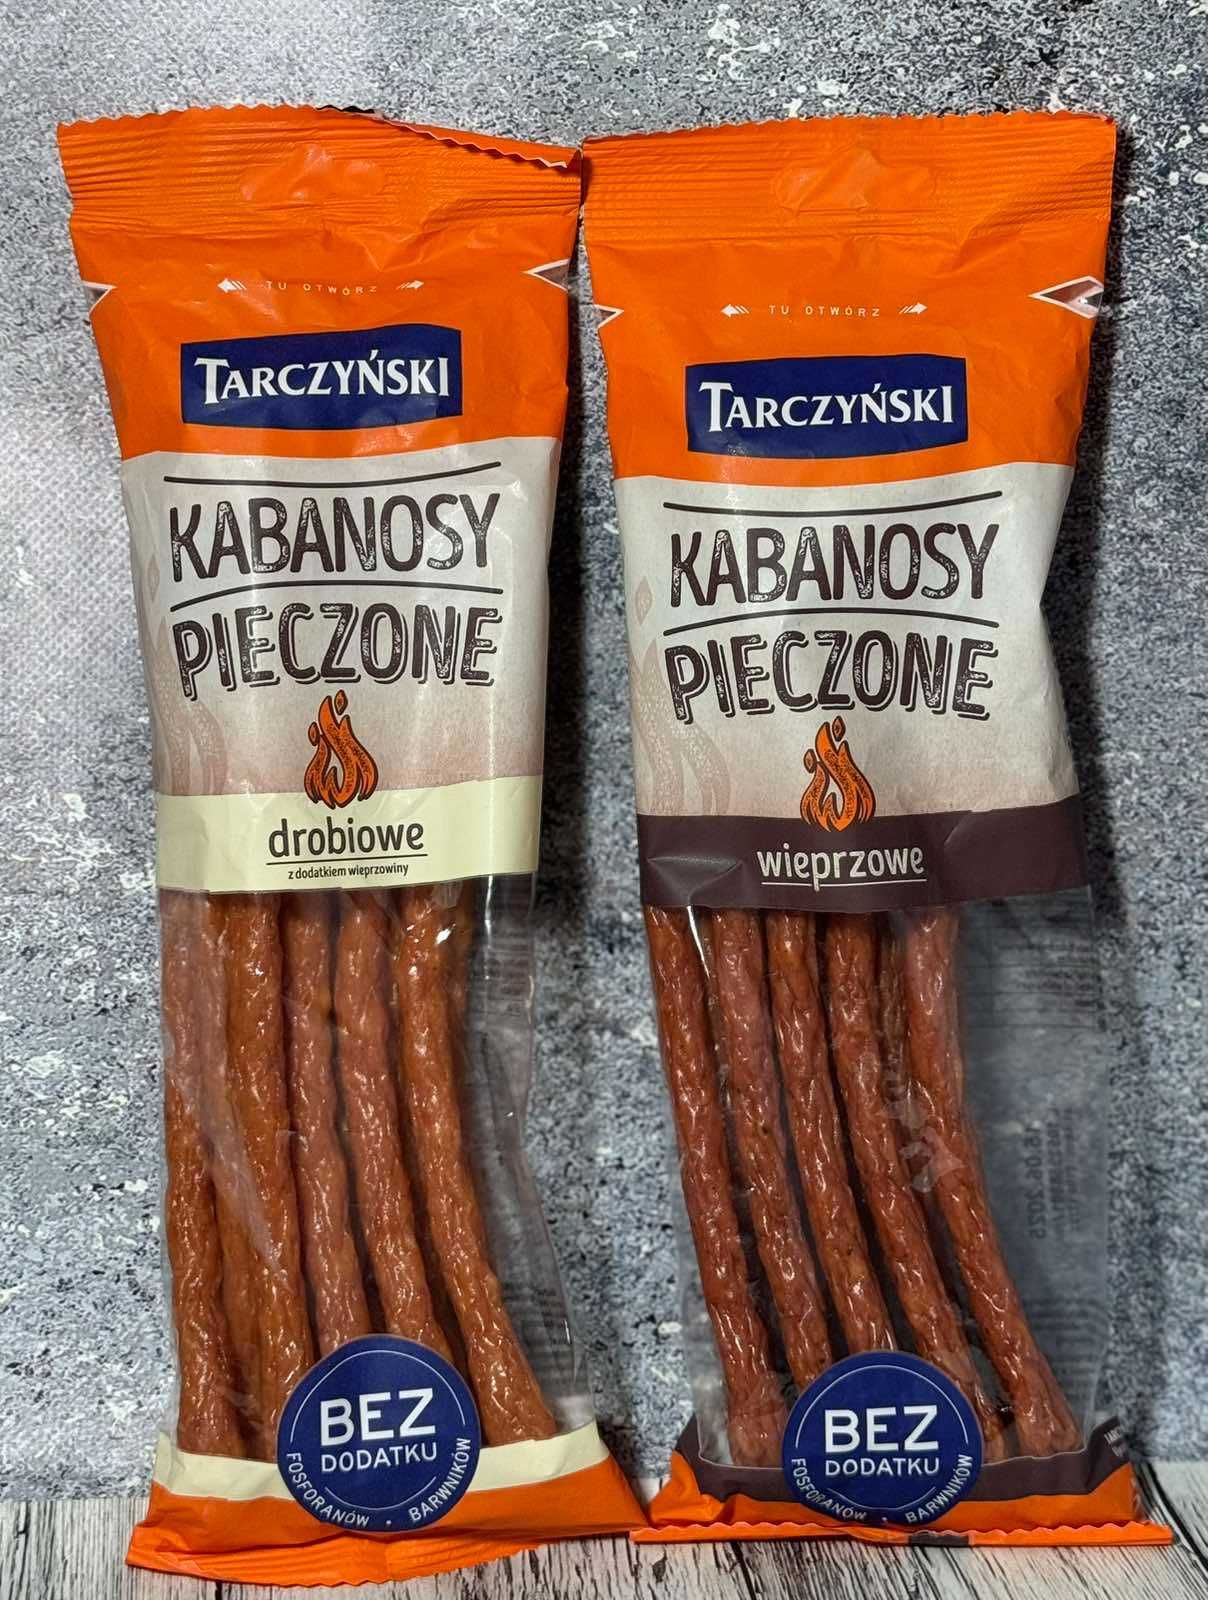 TU OTWÓRZ
TARCZYŃSKI
KABANOSY
PIECZONE
drobiowe
z dodatkiem wieprzowiny
BEZ
DODATKU
FOSFORANÓW • BARWNIKÓW
TU OTWÓRZ
TARCZYŃSKI
KABANOSY
PIECZONE
wieprzowe
BEZ
DODATKU
FOSFORANÓW • BARWNIKÓW